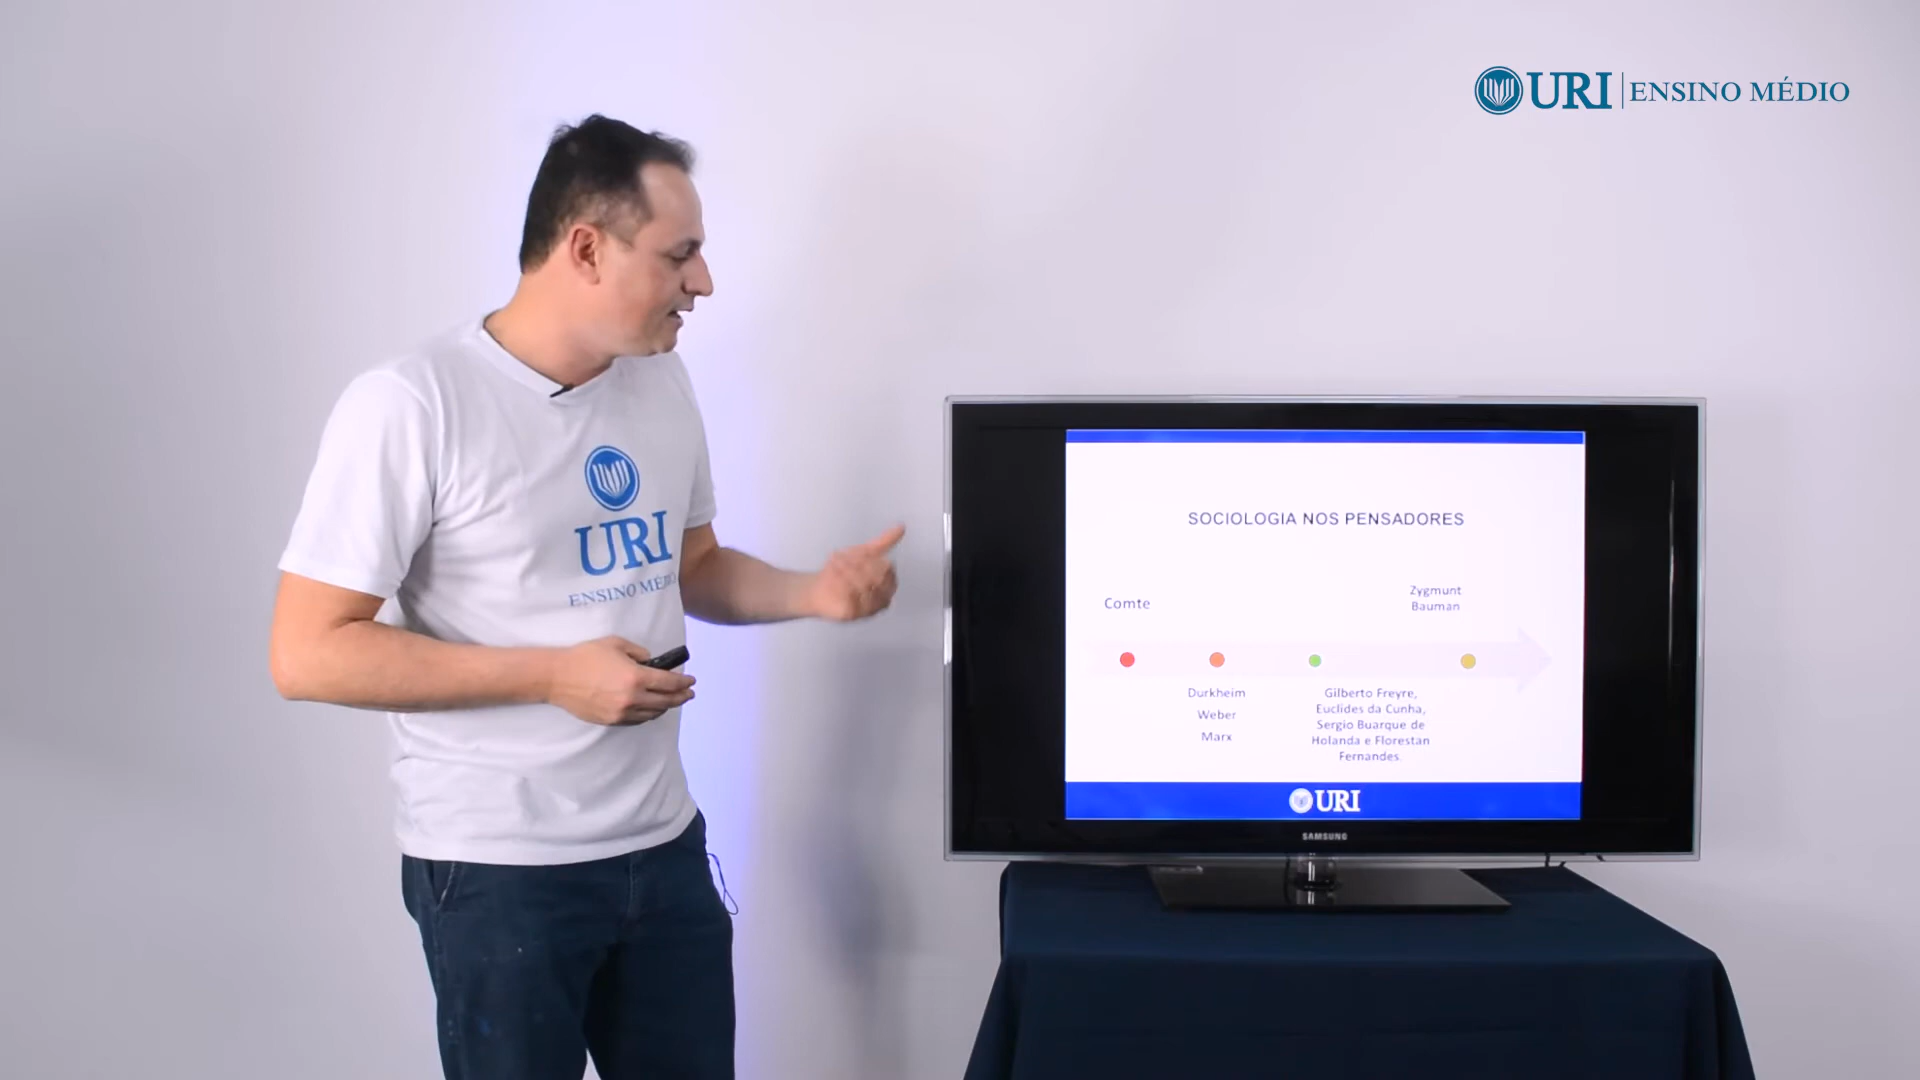 URI ENSINO MÉDIO
URI
ENSINO MÉDIO
SOCIOLOGIA NOS PENSADORES
Comte
Zygmunt
Bauman
Durkheim
Weber
Marx
Gilberto Freyre,
Euclides da Cunha,
Sergio Buarque de
Holanda e Florestan
Fernandes.
URI
SAMSUNG